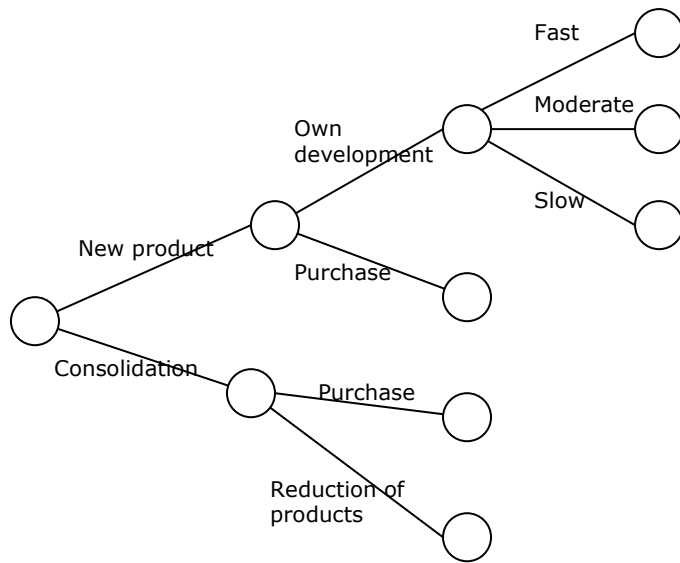 Fast
Moderate
Own
development
Slow
New product
Purchase
Consolidation
Purchase
Reduction of
products